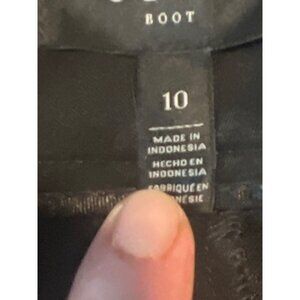 BOOT
10
MADE IN
INDONESIA
HECHO EN
INDONESIA
FABRIQUÉ EN